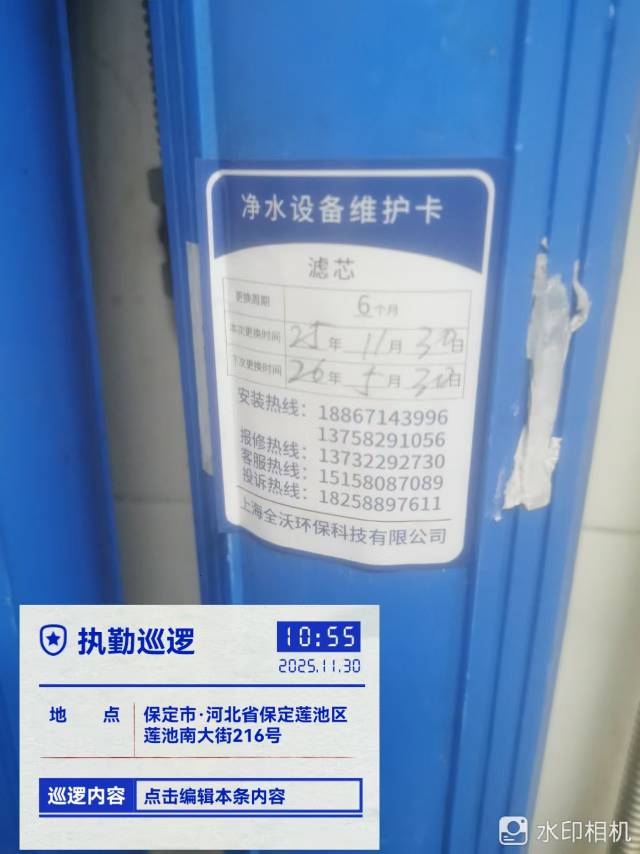 净水设备维护卡
滤芯
更换周期 6个月
本次更换时间 25年 11月 30日
下次更换时间 26年 5月 30日
安装热线：18867143996
13758291056
报修热线：13732292730
客服热线：15158087089
投诉热线：18258897611
上海全沃环保科技有限公司
执勤巡逻 10:55
2025.11.30
地 点 保定市·河北省保定莲池区
莲池南大街216号
巡逻内容 点击编辑本条内容
水印相机